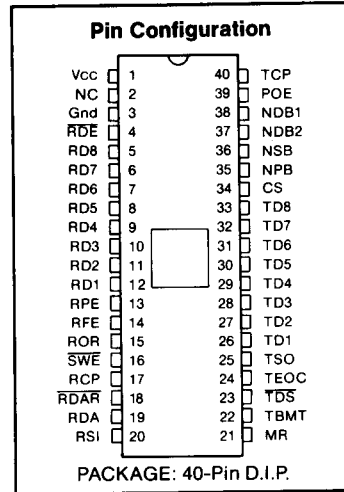 Pin Configuration
Vcc 1 40 TCP
NC 2 39 POE
Gnd 3 38 NDB1
R̅D̅E̅ 4 37 NDB2
RD8 5 36 NSB
RD7 6 35 NPB
RD6 7 34 CS
RD5 8 33 TD8
RD4 9 32 TD7
RD3 10 31 TD6
RD2 11 30 TD5
RD1 12 29 TD4
RPE 13 28 TD3
RFE 14 27 TD2
ROR 15 26 TD1
S̅W̅E̅ 16 25 TSO
RCP 17 24 TEOC
R̅D̅A̅R̅ 18 23 T̅D̅S̅
RDA 19 22 TBMT
RSI 20 21 MR
PACKAGE: 40-Pin D.I.P.